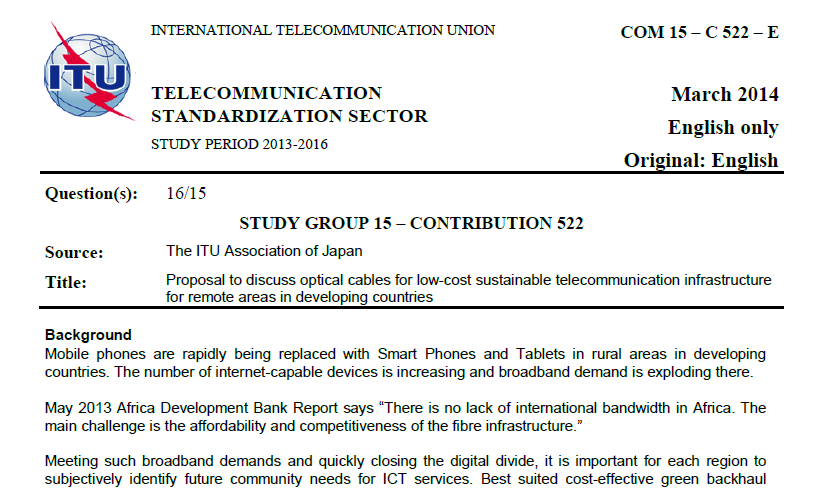 INTERNATIONAL TELECOMMUNICATION UNION
COM 15 – C 522 – E
ITU
TELECOMMUNICATION
STANDARDIZATION SECTOR
STUDY PERIOD 2013-2016
March 2014
English only
Original: English
Question(s): 16/15
STUDY GROUP 15 – CONTRIBUTION 522
Source: The ITU Association of Japan
Title: Proposal to discuss optical cables for low-cost sustainable telecommunication infrastructure
for remote areas in developing countries
Background
Mobile phones are rapidly being replaced with Smart Phones and Tablets in rural areas in developing
countries. The number of internet-capable devices is increasing and broadband demand is exploding there.
May 2013 Africa Development Bank Report says “There is no lack of international bandwidth in Africa. The
main challenge is the affordability and competitiveness of the fibre infrastructure.”
Meeting such broadband demands and quickly closing the digital divide, it is important for each region to
subjectively identify future community needs for ICT services. Best suited cost-effective green backhaul